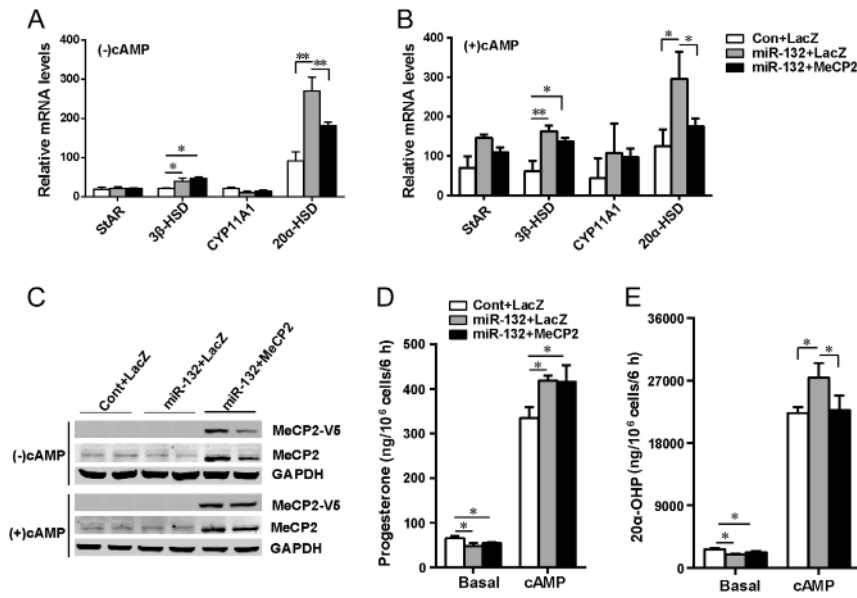 A
(-)cAMP
Relative mRNA levels
400
300
200
100
0
** **
* *
StAR 3β-HSD CYP11A1 20α-HSD
B
(+)cAMP
Relative mRNA levels
400
300
200
100
0
* *
*
**
StAR 3β-HSD CYP11A1 20α-HSD
Con+LacZ
miR-132+LacZ
miR-132+MeCP2
C
Cont+LacZ miR-132+LacZ miR-132+MeCP2
(-)cAMP
MeCP2-V5
MeCP2
GAPDH
(+)cAMP
MeCP2-V5
MeCP2
GAPDH
D
Cont+LacZ
miR-132+LacZ
miR-132+MeCP2
Progesterone (ng/10⁶ cells/6 h)
500
400
300
200
100
0
*
*
*
*
Basal cAMP
E
20α-OHP (ng/10⁶ cells/6 h)
36000
27000
18000
9000
0
* *
*
*
Basal cAMP